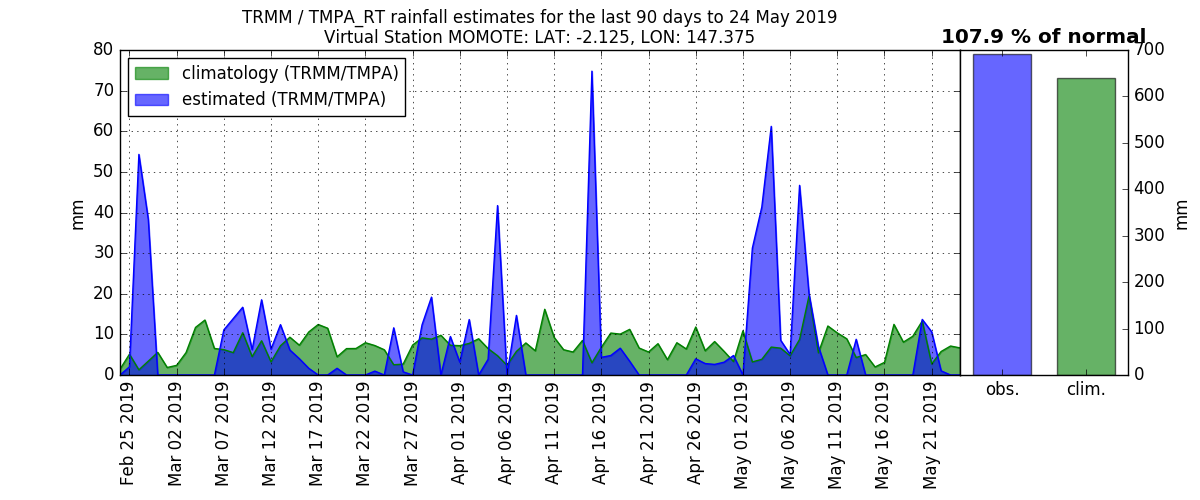 TRMM / TMPA_RT rainfall estimates for the last 90 days to 24 May 2019
Virtual Station MOMOTE: LAT: -2.125, LON: 147.375
107.9 % of normal
climatology (TRMM/TMPA)
estimated (TRMM/TMPA)
mm
80
70
60
50
40
30
20
10
0
Feb 25 2019
Mar 02 2019
Mar 07 2019
Mar 12 2019
Mar 17 2019
Mar 22 2019
Mar 27 2019
Apr 01 2019
Apr 06 2019
Apr 11 2019
Apr 16 2019
Apr 21 2019
Apr 26 2019
May 01 2019
May 06 2019
May 11 2019
May 16 2019
May 21 2019
700
600
500
400
300
200
100
0
mm
obs.
clim.